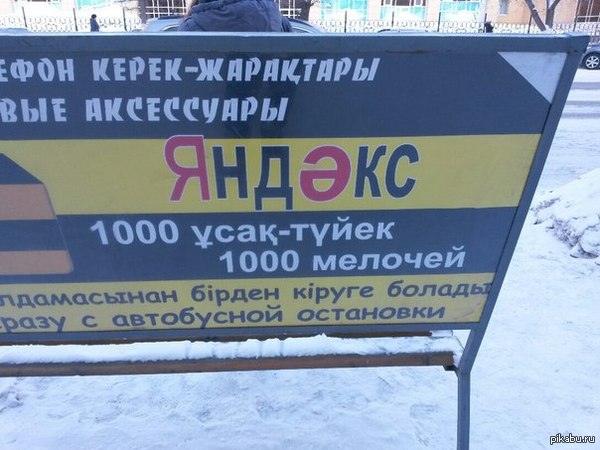 ЕФОН КЕРЕК-ЖАРАҚТАРЫ
ВЫЕ АКСЕССУАРЫ
ЯНДӘКС
1000 ұсақ-түйек
1000 мелочей
лдамасынан бірден кіруге болады
разу с автобусной остановки
pikabu.ru